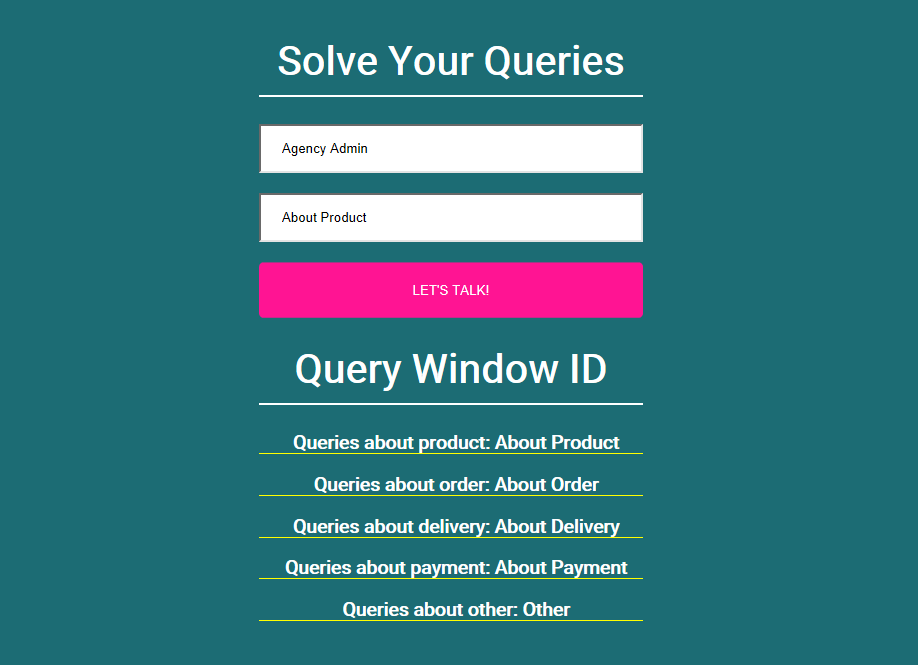 Solve Your Queries
Agency Admin
About Product
LET'S TALK!
Query Window ID
Queries about product: About Product
Queries about order: About Order
Queries about delivery: About Delivery
Queries about payment: About Payment
Queries about other: Other